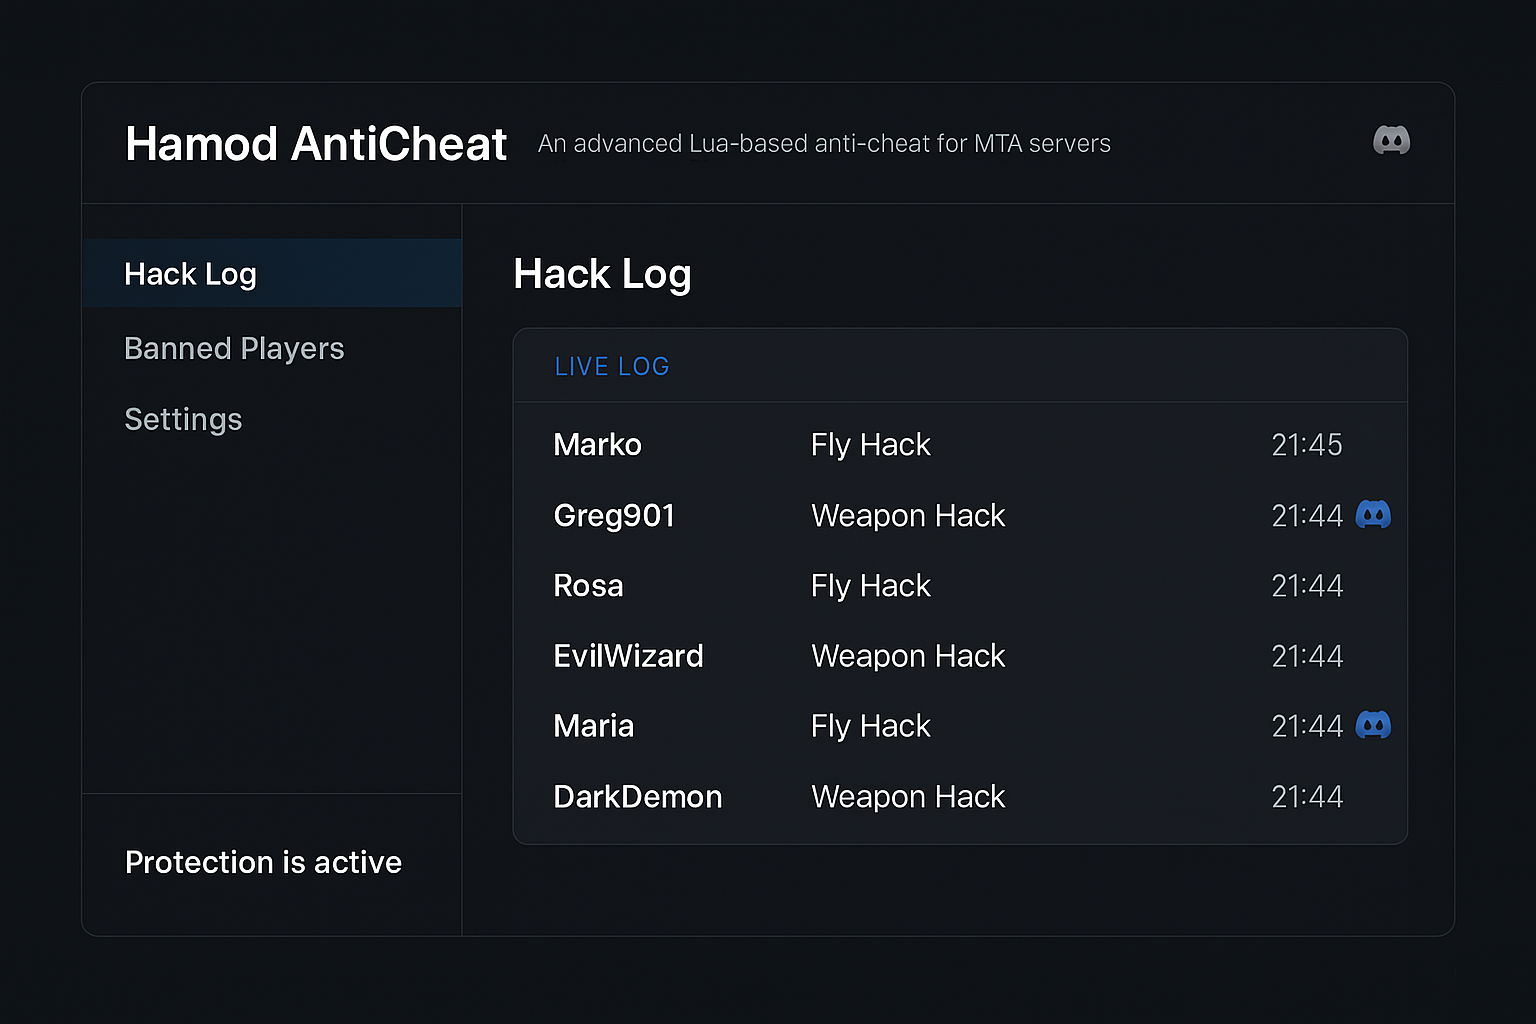 Hamod AntiCheat An advanced Lua-based anti-cheat for MTA servers
Hack Log
Banned Players
Settings
Protection is active
Hack Log
LIVE LOG
Marko Fly Hack 21:45
Greg901 Weapon Hack 21:44
Rosa Fly Hack 21:44
EvilWizard Weapon Hack 21:44
Maria Fly Hack 21:44
DarkDemon Weapon Hack 21:44